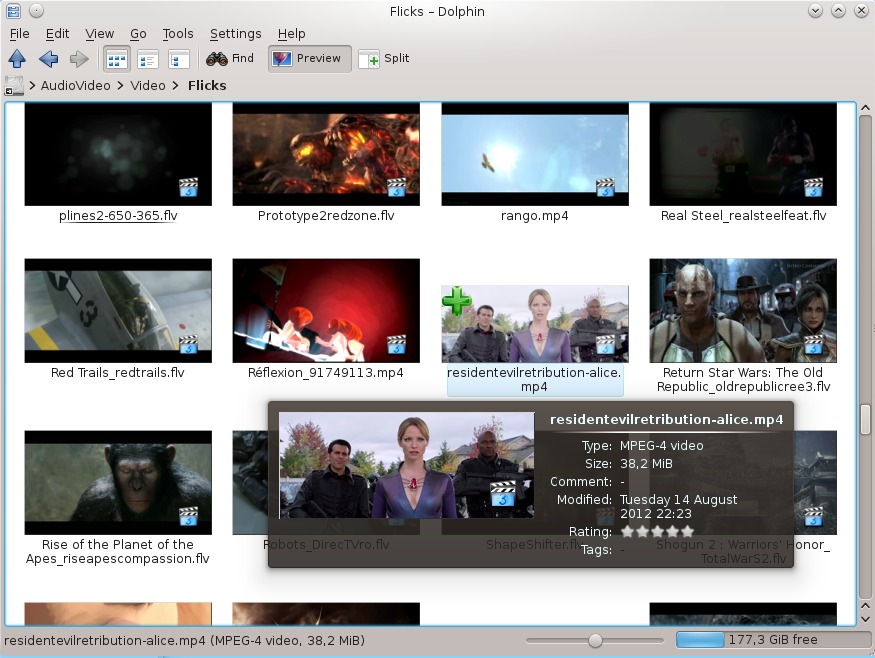 Flicks – Dolphin
File Edit View Go Tools Settings Help
Find Preview Split
AudioVideo Video Flicks
plines2-650-365.flv
Prototype2redzone.flv
rango.mp4
Real Steel_realsteelfeat.flv
Red Trails_redtrails.flv
Réflexion_91749113.mp4
residentevilretribution-alice.
mp4
Return Star Wars: The Old
Republic_oldrepublicree3.flv
residentevilretribution-alice.mp4
Type: MPEG-4 video
Size: 38,2 MiB
Comment: -
Modified: Tuesday 14 August
2012 22:23
Rating:
Tags: -
Rise of the Planet of the
Apes_riseapescompassion.flv
Robots_DirecTVro.flv
ShapeShifter.flv
Shogun 2 : Warriors' Honor_
TotalWarS2.flv
residentevilretribution-alice.mp4 (MPEG-4 video, 38,2 MiB)
177,3 GiB free